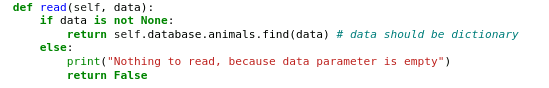 def read(self, data):
    if data is not None:
        return self.database.animals.find(data) # data should be dictionary
    else:
        print("Nothing to read, because data parameter is empty")
        return False